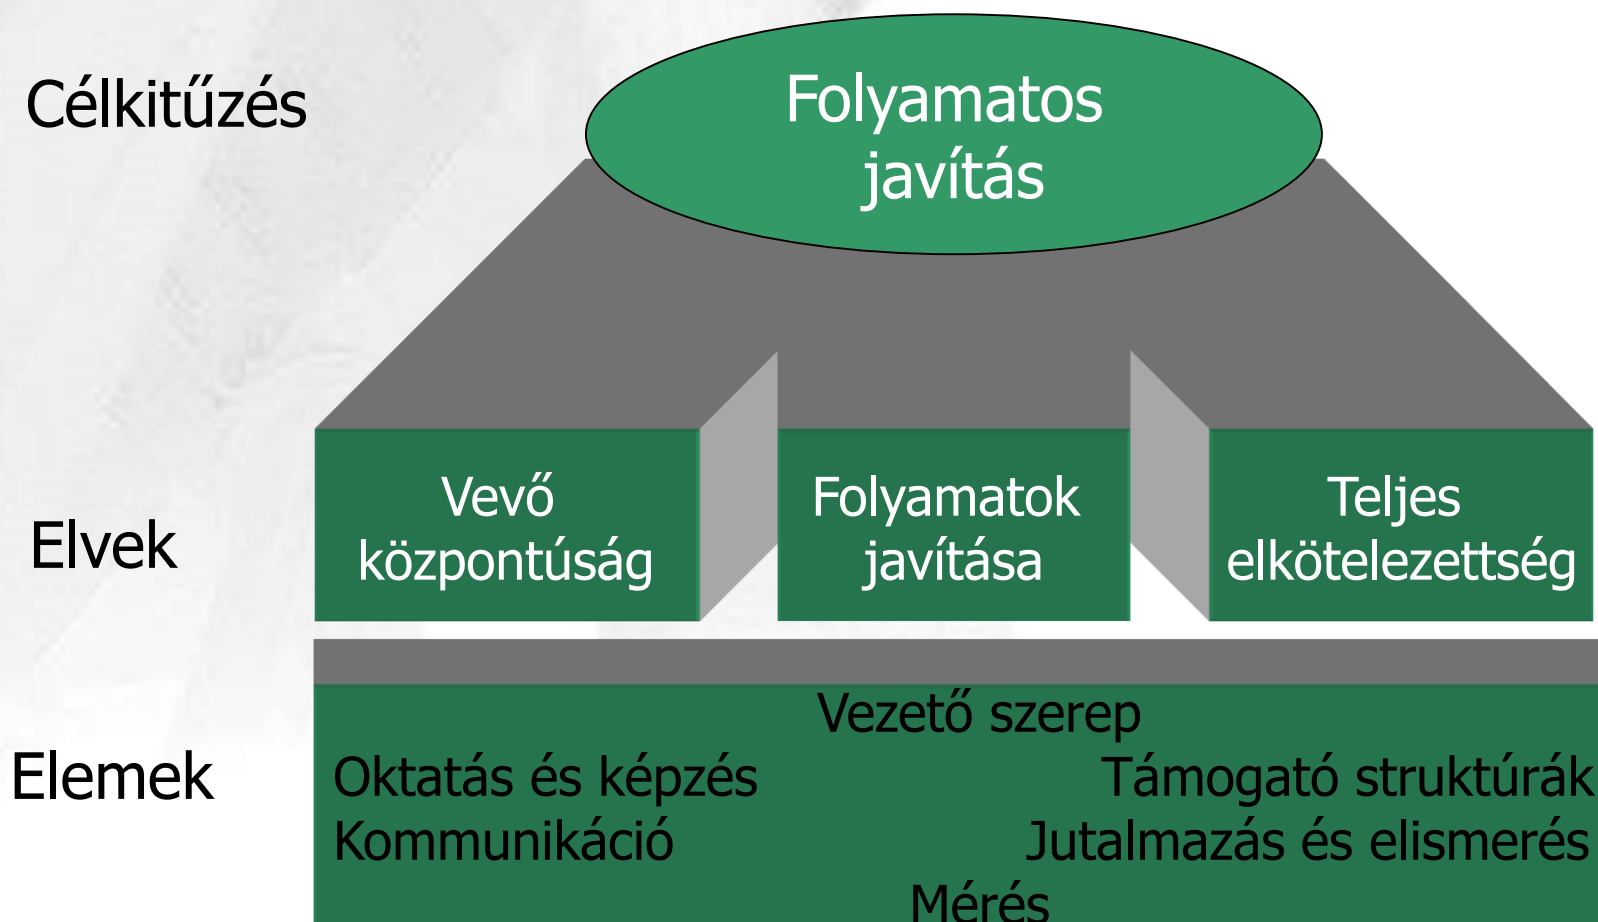 Célkitűzés
Folyamatos
javítás
Elvek
Vevő
központúság
Folyamatok
javítása
Teljes
elkötelezettség
Elemek
Vezető szerep
Oktatás és képzés
Támogató struktúrák
Kommunikáció
Jutalmazás és elismerés
Mérés